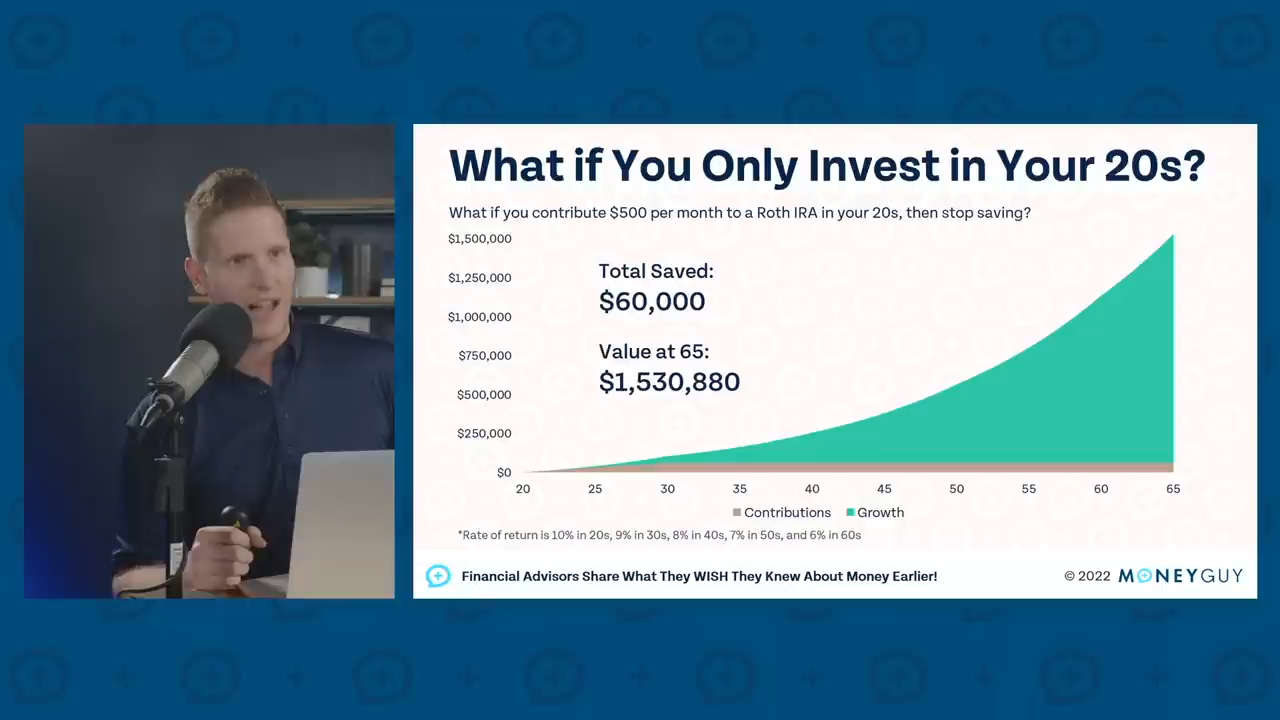 What if You Only Invest in Your 20s?
What if you contribute $500 per month to a Roth IRA in your 20s, then stop saving?
$1,500,000
$1,250,000
$1,000,000
$750,000
$500,000
$250,000
$0
Total Saved:
$60,000
Value at 65:
$1,530,880
20 25 30 35 40 45 50 55 60 65
Contributions Growth
*Rate of return is 10% in 20s, 9% in 30s, 8% in 40s, 7% in 50s, and 6% in 60s
Financial Advisors Share What They WISH They Knew About Money Earlier!
© 2022 MONEYGUY